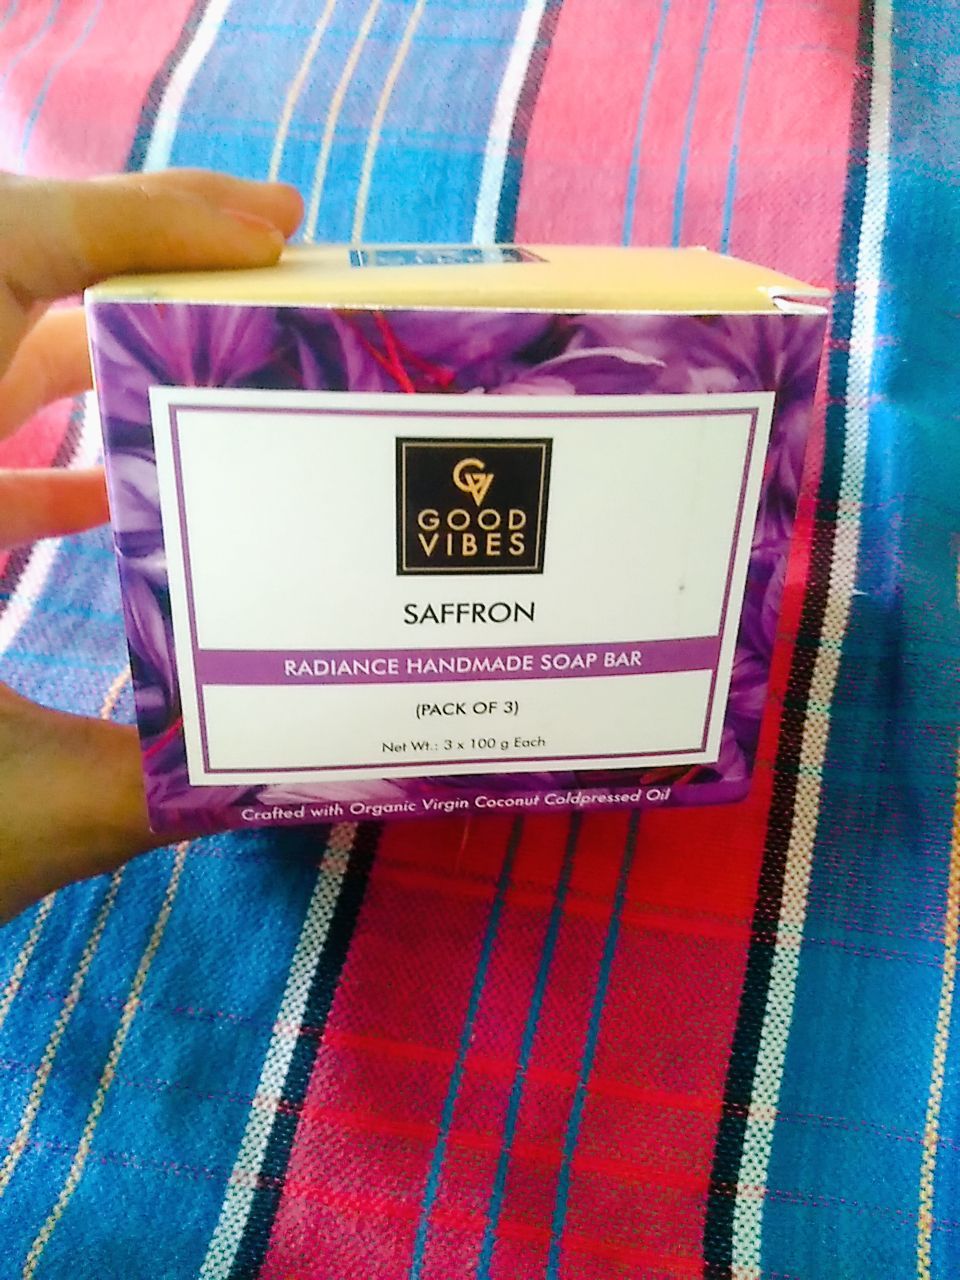 GV
GOOD
VIBES
SAFFRON
RADIANCE HANDMADE SOAP BAR
(PACK OF 3)
Net Wt.: 3 x 100 g Each
Crafted with Organic Virgin Coconut Coldpressed Oil